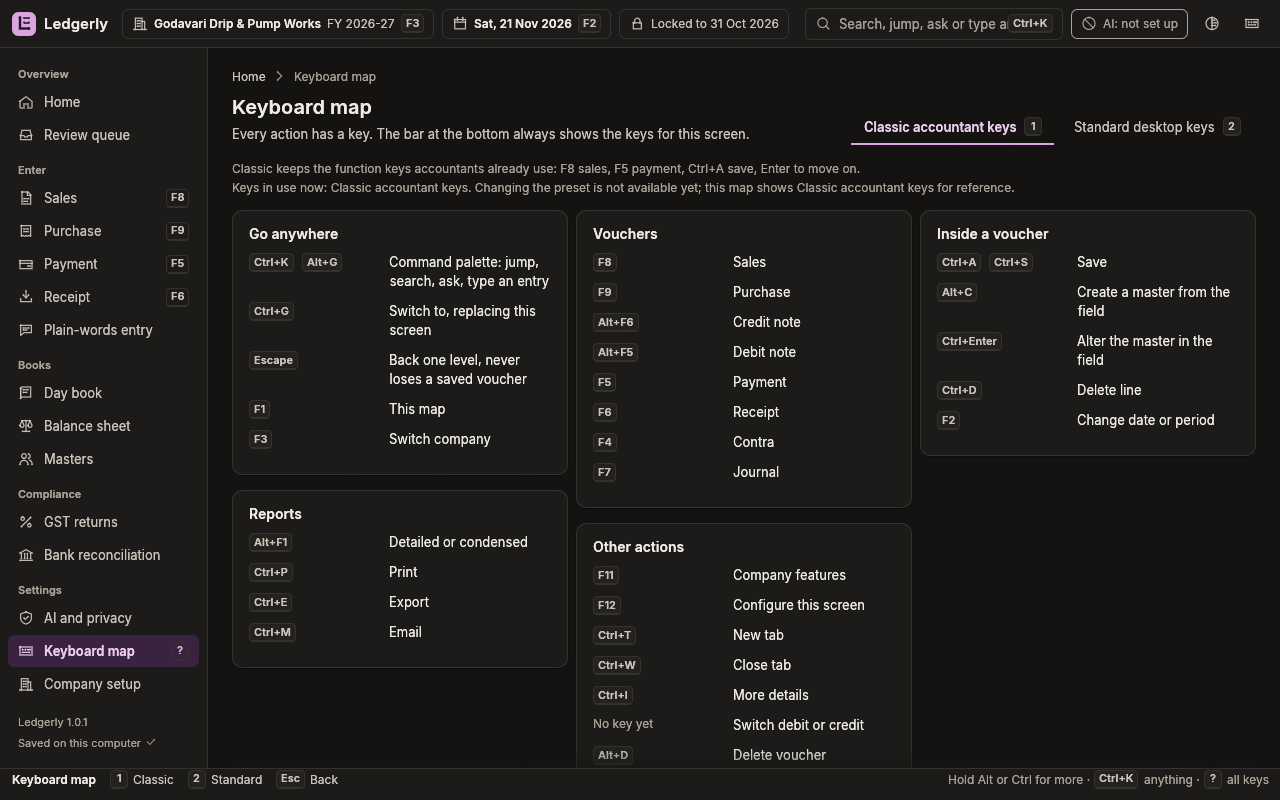 Ledgerly
Godavari Drip & Pump Works FY 2026-27 F3
Sat, 21 Nov 2026 F2
Locked to 31 Oct 2026
Search, jump, ask or type a Ctrl+K
AI: not set up
Overview
Home
Review queue
Enter
Sales F8
Purchase F9
Payment F5
Receipt F6
Plain-words entry
Books
Day book
Balance sheet
Masters
Compliance
GST returns
Bank reconciliation
Settings
AI and privacy
Keyboard map ?
Company setup
Ledgerly 1.0.1
Saved on this computer
Home > Keyboard map
Keyboard map
Every action has a key. The bar at the bottom always shows the keys for this screen.
Classic accountant keys 1
Standard desktop keys 2
Classic keeps the function keys accountants already use: F8 sales, F5 payment, Ctrl+A save, Enter to move on.
Keys in use now: Classic accountant keys. Changing the preset is not available yet; this map shows Classic accountant keys for reference.
Go anywhere
Ctrl+K Alt+G Command palette: jump,
search, ask, type an entry
Ctrl+G Switch to, replacing this
screen
Escape Back one level, never
loses a saved voucher
F1 This map
F3 Switch company
Reports
Alt+F1 Detailed or condensed
Ctrl+P Print
Ctrl+E Export
Ctrl+M Email
Vouchers
F8 Sales
F9 Purchase
Alt+F6 Credit note
Alt+F5 Debit note
F5 Payment
F6 Receipt
F4 Contra
F7 Journal
Other actions
F11 Company features
F12 Configure this screen
Ctrl+T New tab
Ctrl+W Close tab
Ctrl+I More details
No key yet Switch debit or credit
Alt+D Delete voucher
Inside a voucher
Ctrl+A Ctrl+S Save
Alt+C Create a master from the
field
Ctrl+Enter Alter the master in the
field
Ctrl+D Delete line
F2 Change date or period
Keyboard map 1 Classic 2 Standard Esc Back
Hold Alt or Ctrl for more · Ctrl+K anything · ? all keys